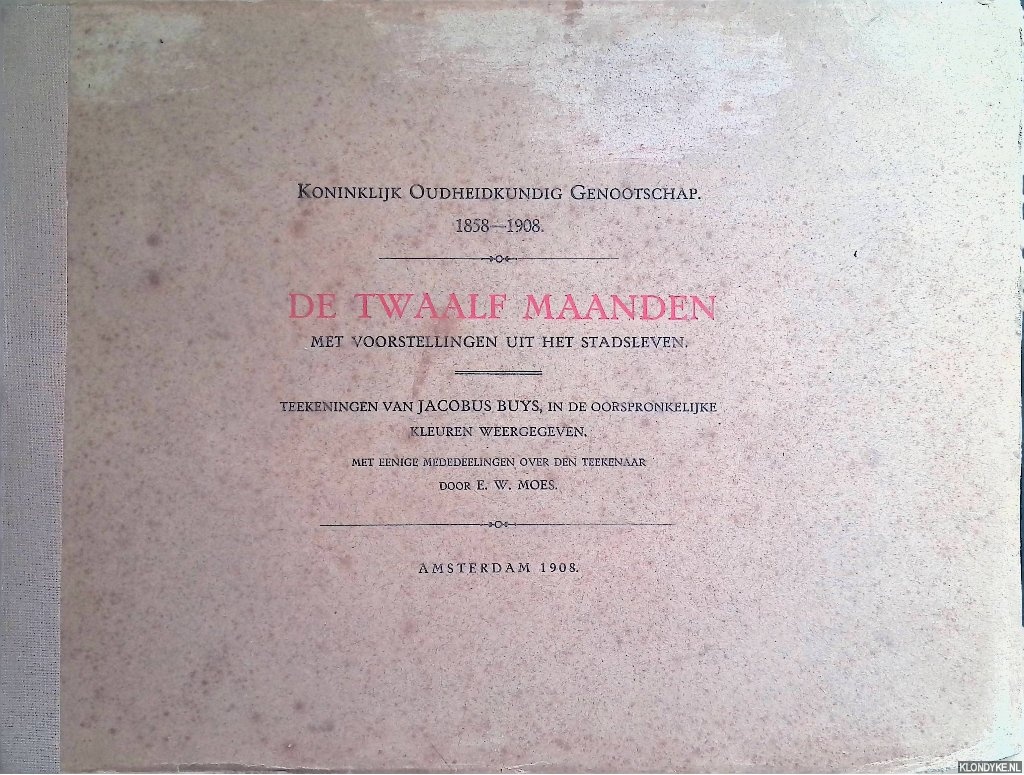 Koninklijk Oudheidkundig Genootschap.
1858—1908.
DE TWAALF MAANDEN
MET VOORSTELLINGEN UIT HET STADSLEVEN.
TEEKENINGEN VAN JACOBUS BUYS, IN DE OORSPRONKELIJKE
KLEUREN WEERGEGEVEN.
MET EENIGE MEDEDEELINGEN OVER DEN TEEKENAAR
DOOR E. W. MOES.
AMSTERDAM 1908.
KLONDYKE.NL